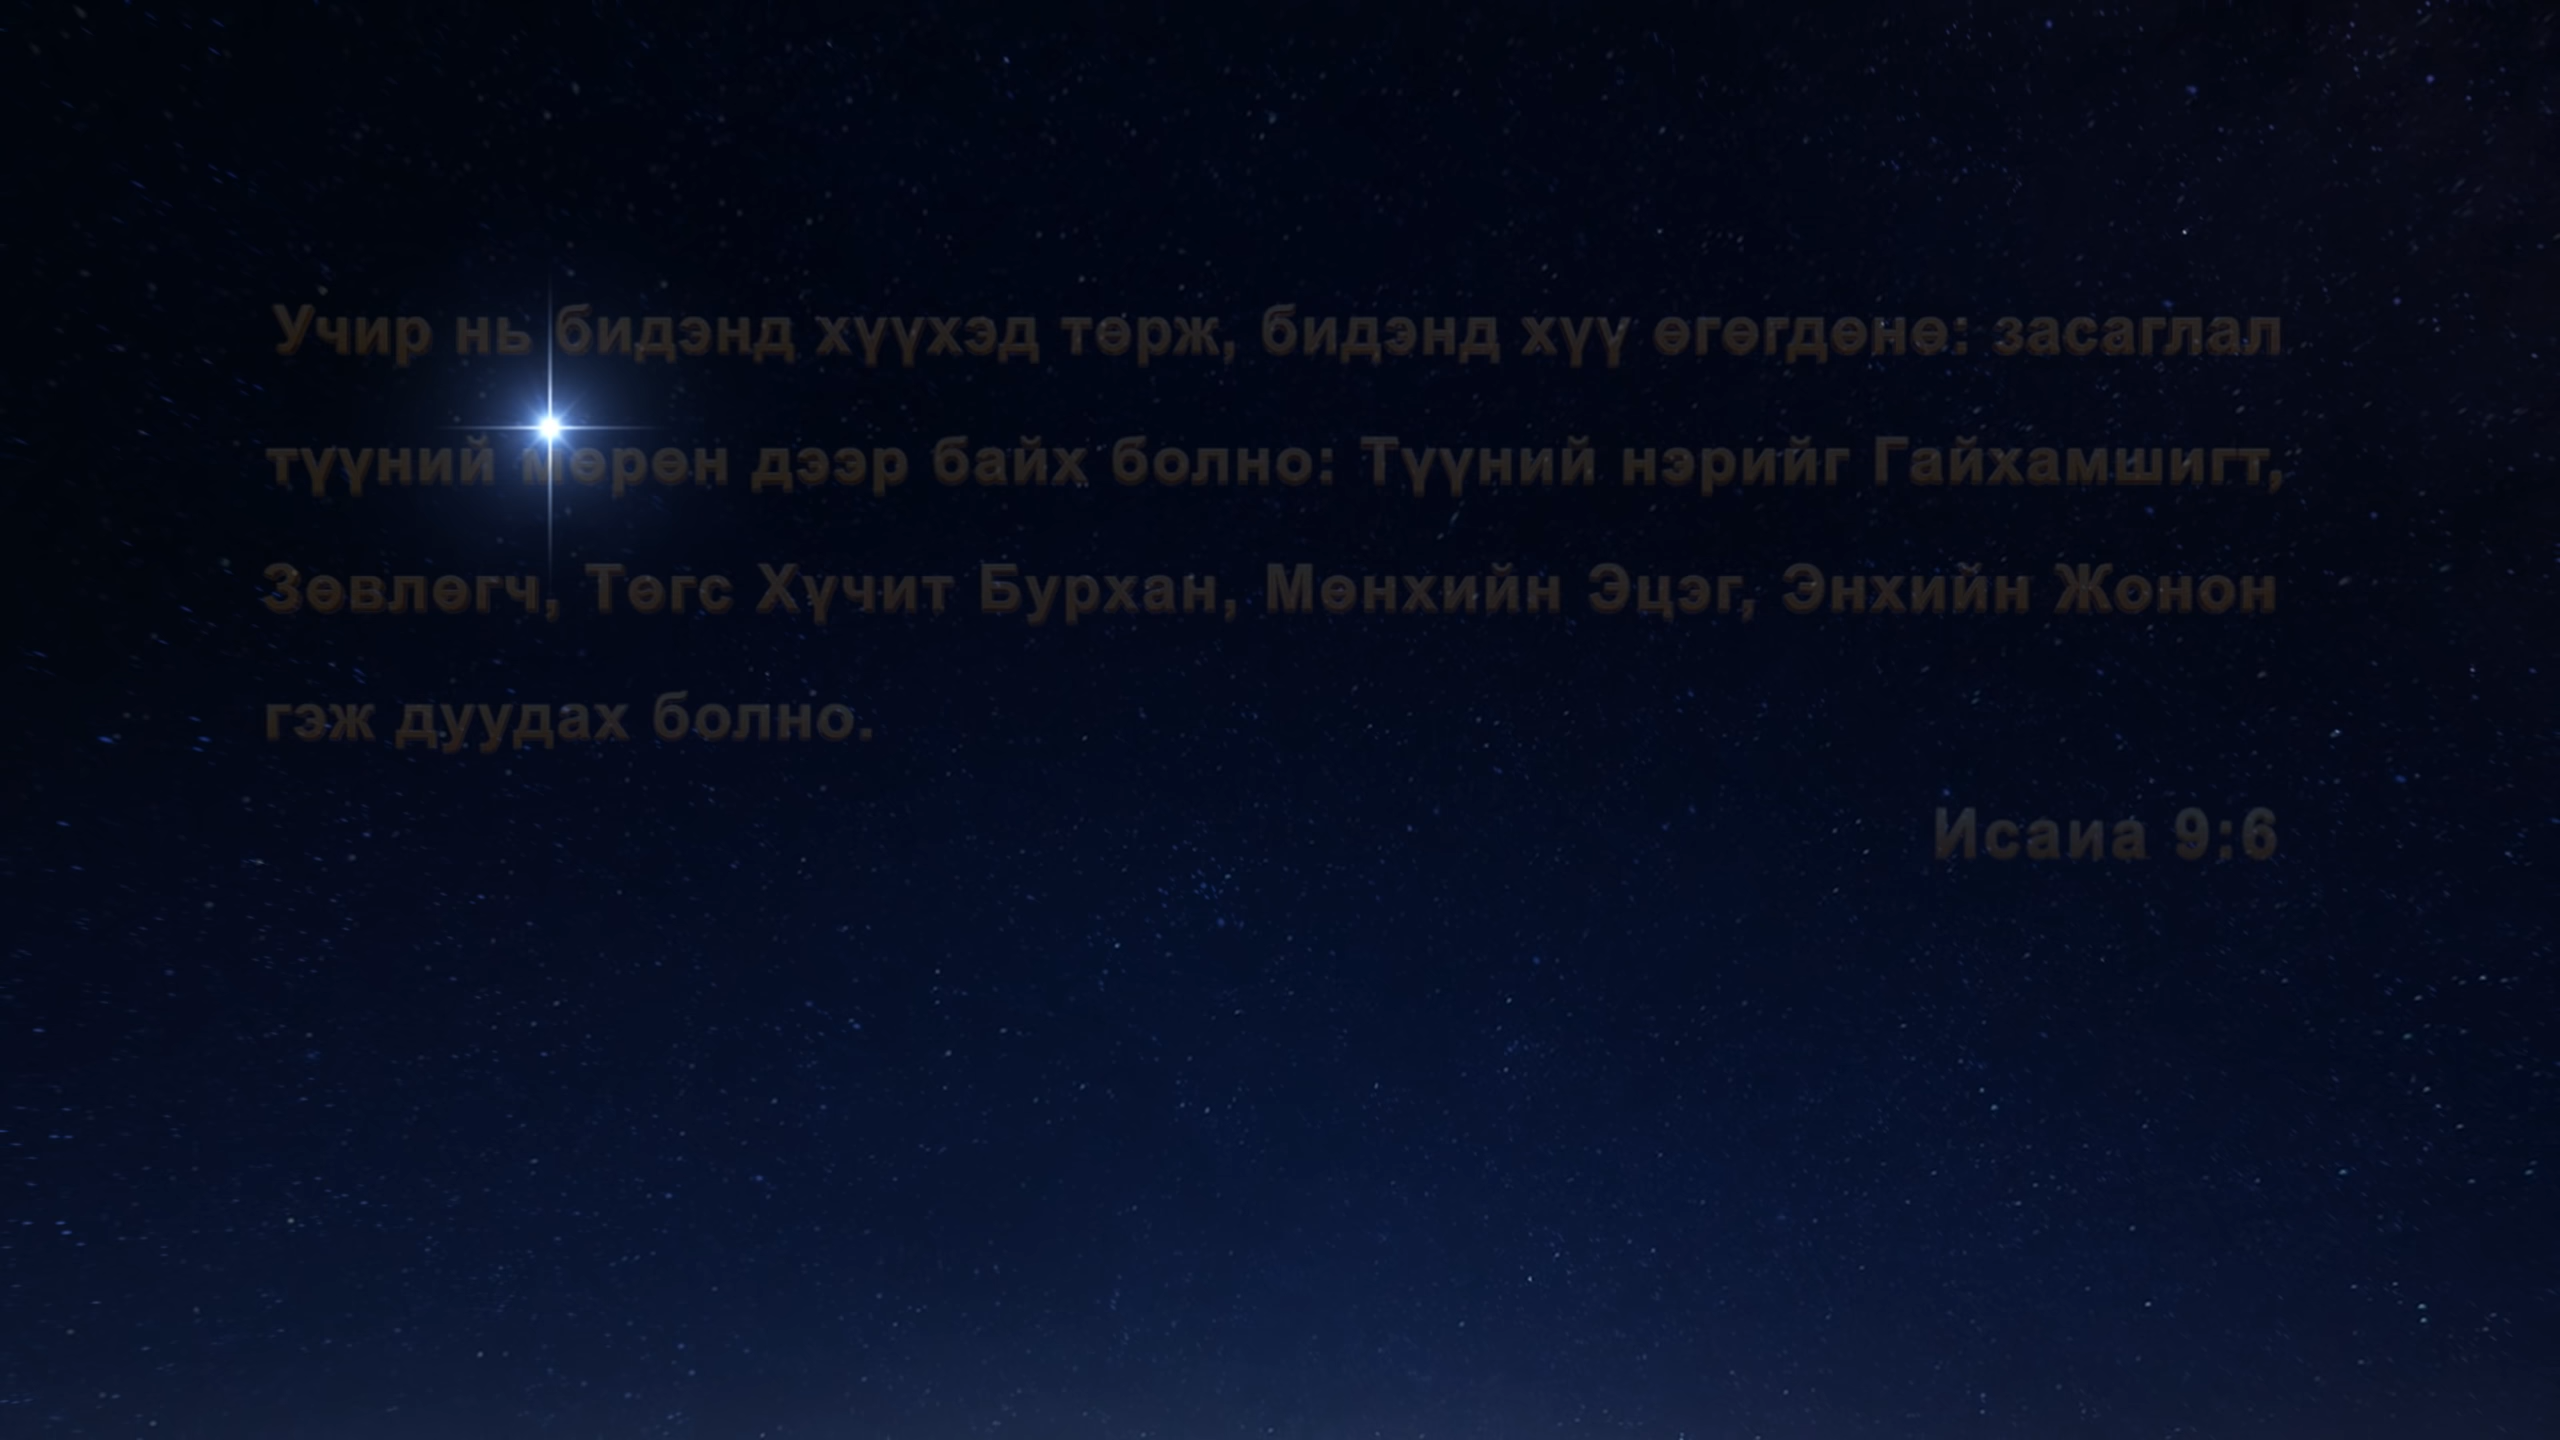 Учир нь бидэнд хүүхэд төрж, бидэнд хүү өгөгдөнө: засаглал
түүний мөрөн дээр байх болно: Түүний нэрийг Гайхамшигт,
Зөвлөгч, Төгс Хүчит Бурхан, Мөнхийн Эцэг, Энхийн Жонон
гэж дуудах болно.
Исаиа 9:6